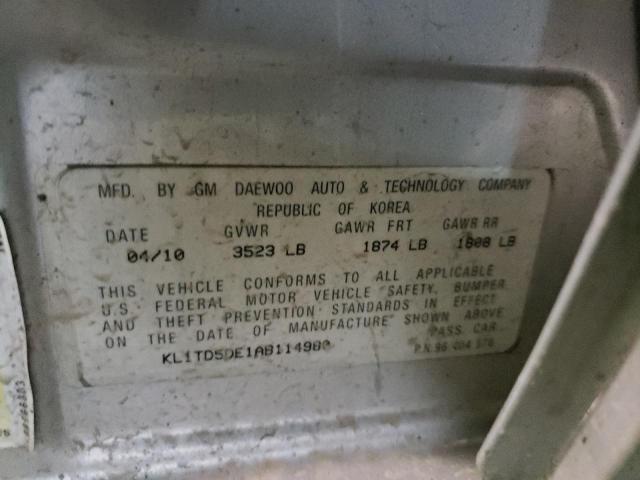 MFD. BY GM DAEWOO AUTO & TECHNOLOGY COMPANY
REPUBLIC OF KOREA
DATE GVWR GAWR FRT GAWR RR
04/10 3523 LB 1874 LB 1808 LB
THIS VEHICLE CONFORMS TO ALL APPLICABLE
U.S. FEDERAL MOTOR VEHICLE SAFETY, BUMPER,
AND THEFT PREVENTION STANDARDS IN EFFECT
ON THE DATE OF MANUFACTURE SHOWN ABOVE
PASS. CAR
KL1TD5DE1AB114980
P.N.96